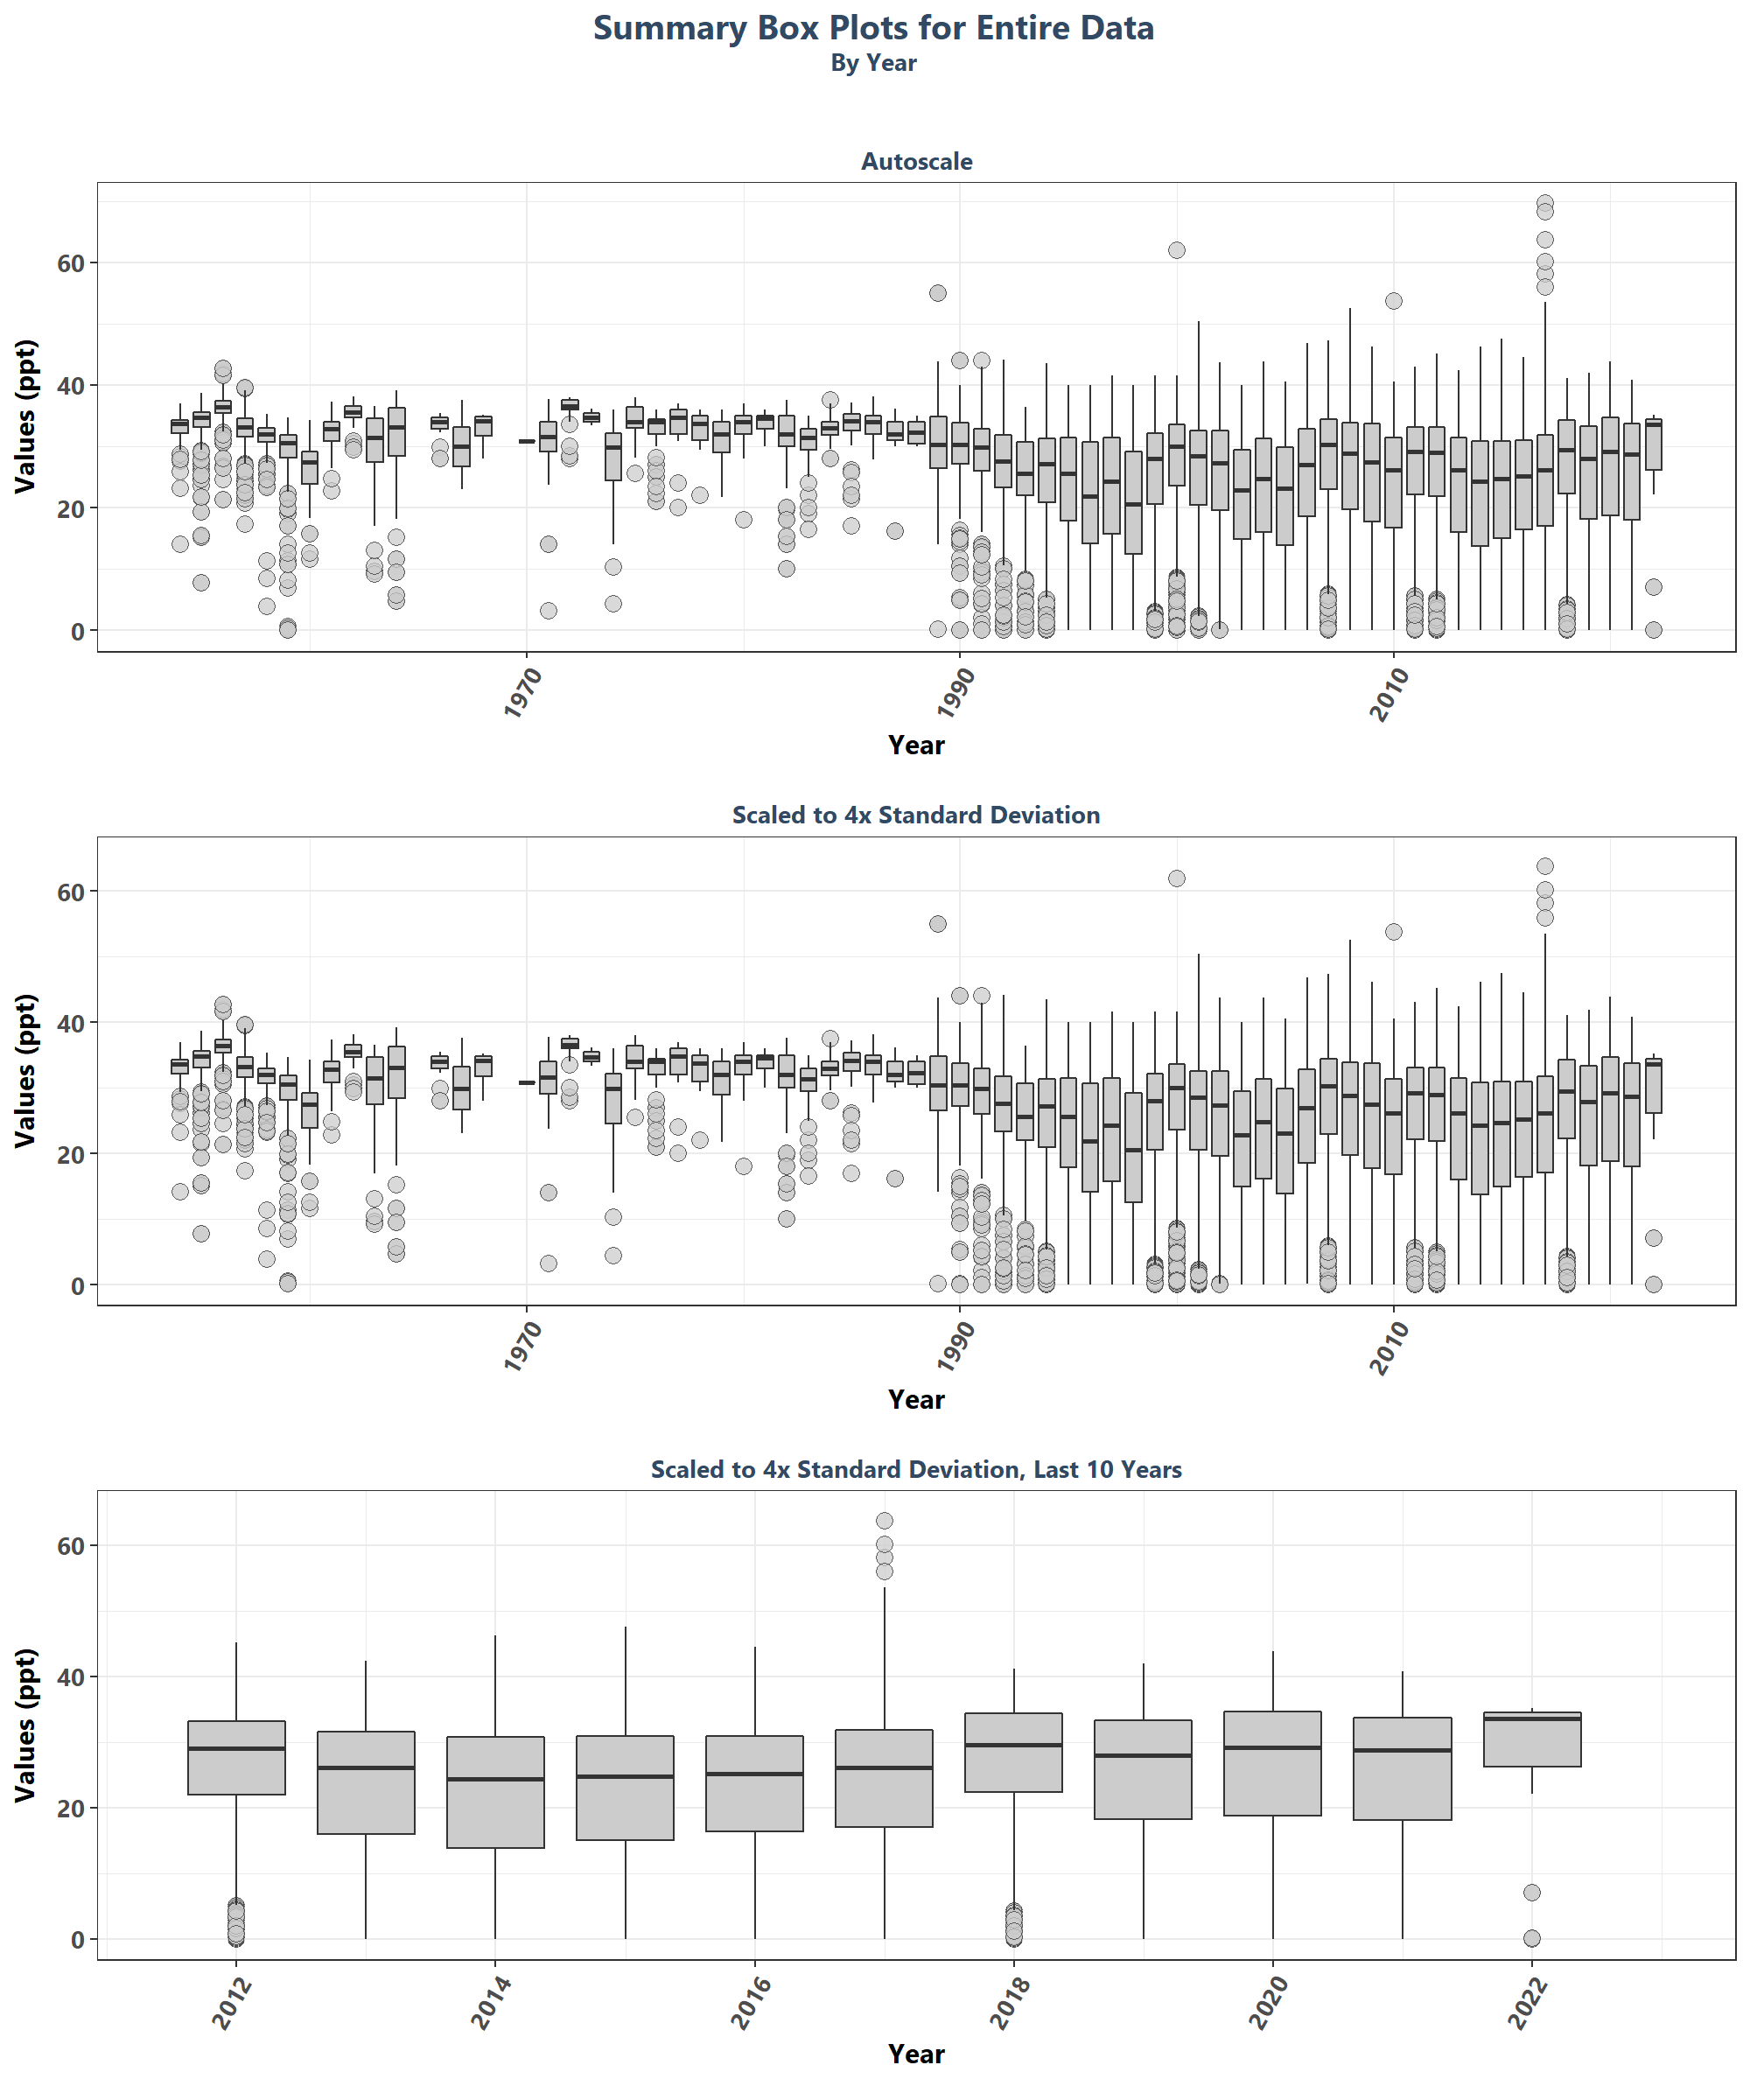 Summary Box Plots for Entire Data
By Year
Autoscale
Values (ppt)
60
40
20
0
1970
1990
2010
Year
Scaled to 4x Standard Deviation
Values (ppt)
60
40
20
0
1970
1990
2010
Year
Scaled to 4x Standard Deviation, Last 10 Years
Values (ppt)
60
40
20
0
2012
2014
2016
2018
2020
2022
Year